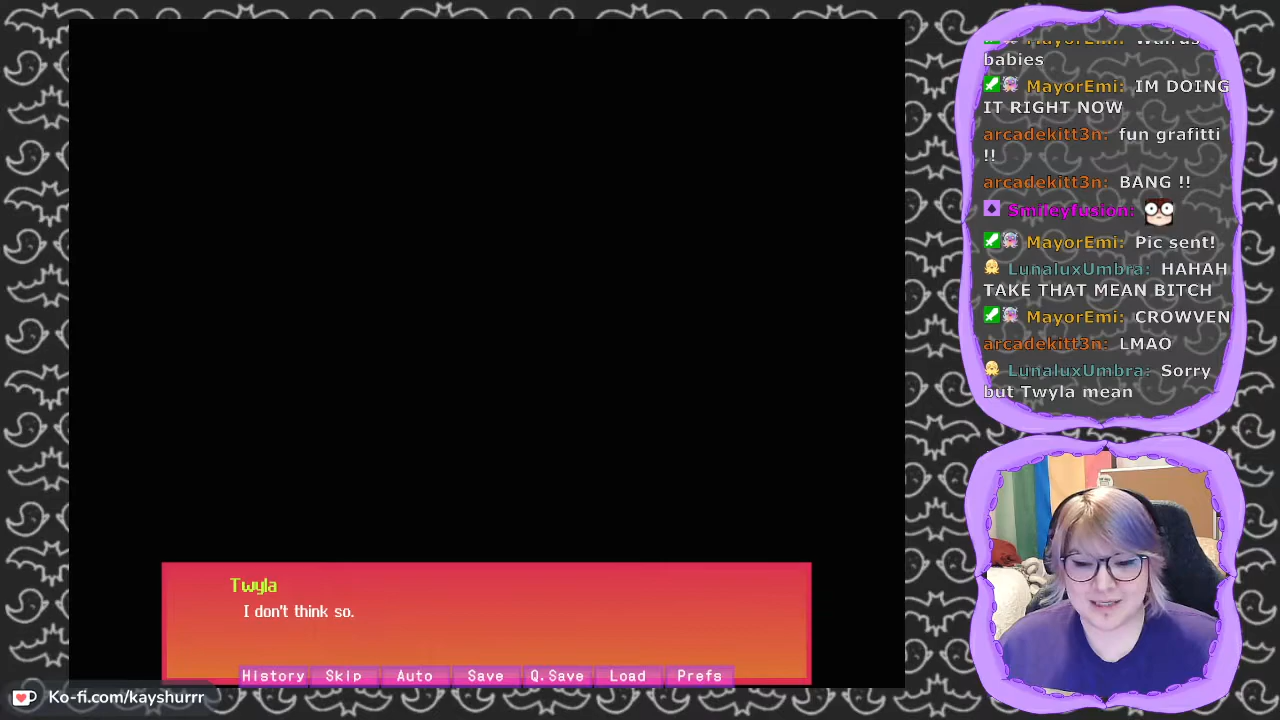 babies
MayorEmi: IM DOING
IT RIGHT NOW
arcadekitt3n: fun grafitti
!!
arcadekitt3n: BANG !!
Smileyfusion:
MayorEmi: Pic sent!
LunaluxUmbra: HAHAH
TAKE THAT MEAN BITCH
MayorEmi: CROWVEN
arcadekitt3n: LMAO
LunaluxUmbra: Sorry
but Twyla mean
Twyla
I don't think so.
History Skip Auto Save Q.Save Load Prefs
Ko-fi.com/kayshurrr